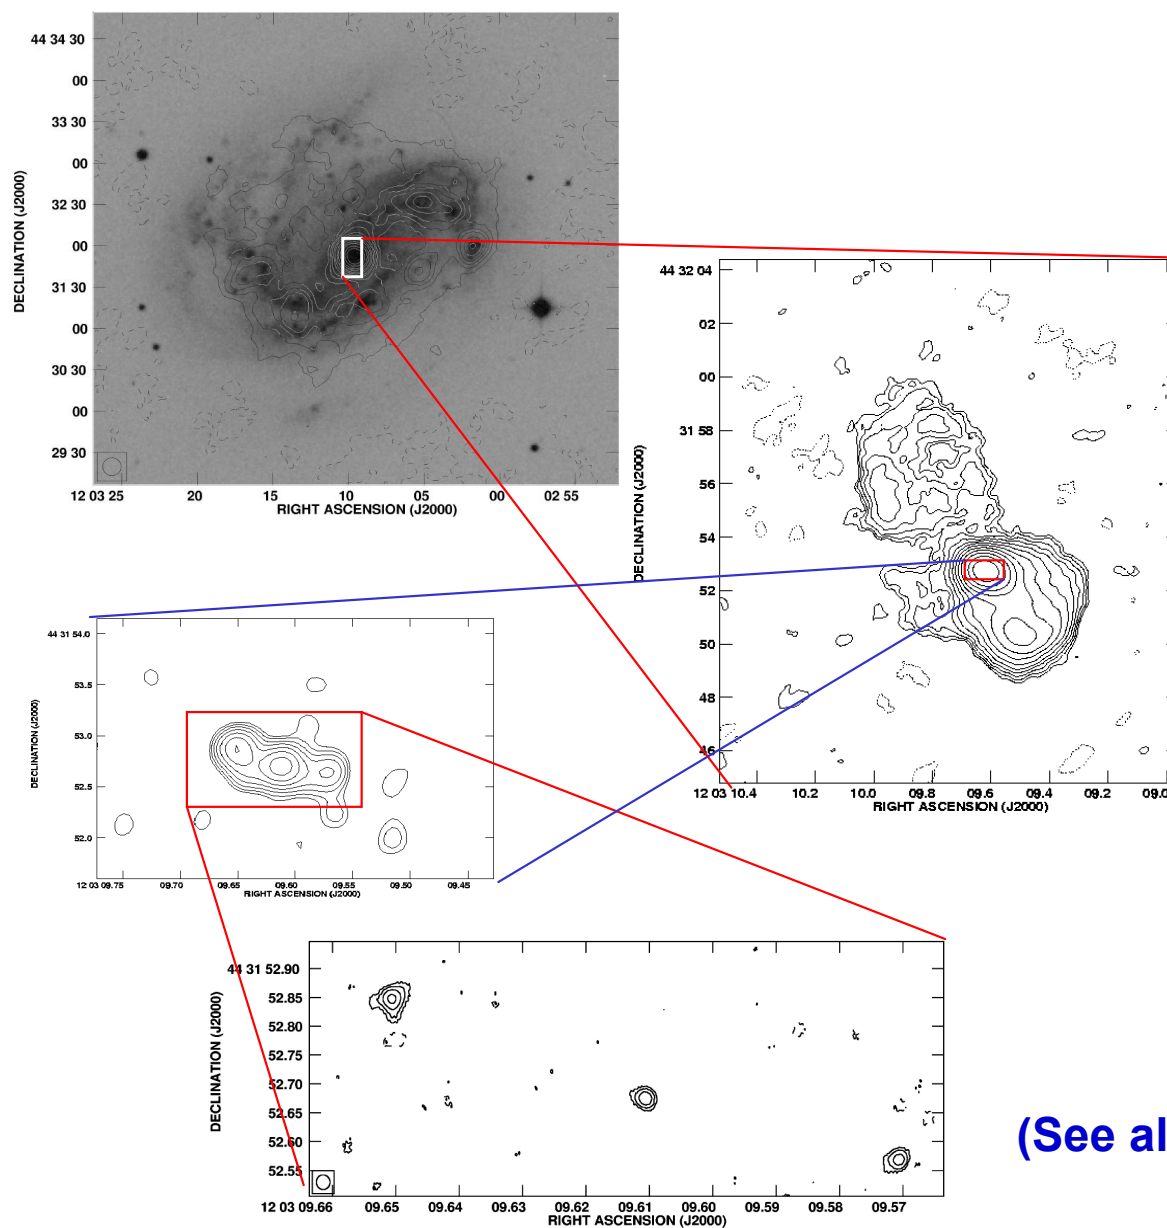 44 34 30
00
33 30
00
32 30
00
31 30
00
30 30
00
29 30
DECLINATION (J2000)
12 03 25 20 15 10 05 00 02 55
RIGHT ASCENSION (J2000)
44 32 04
02
00
31 58
56
54
52
50
48
46
DECLINATION (J2000)
12 03 10.4 10.2 10.0 09.8 09.6 09.4 09.2 09.0
RIGHT ASCENSION (J2000)
44 31 54.0
53.5
53.0
52.5
52.0
DECLINATION (J2000)
12 03 09.75 09.70 09.65 09.60 09.55 09.50 09.45
RIGHT ASCENSION (J2000)
44 31 52.90
52.85
52.80
52.75
52.70
52.65
52.60
52.55
DECLINATION (J2000)
12 03 09.66 09.65 09.64 09.63 09.62 09.61 09.60 09.59 09.58 09.57
RIGHT ASCENSION (J2000)
(See al